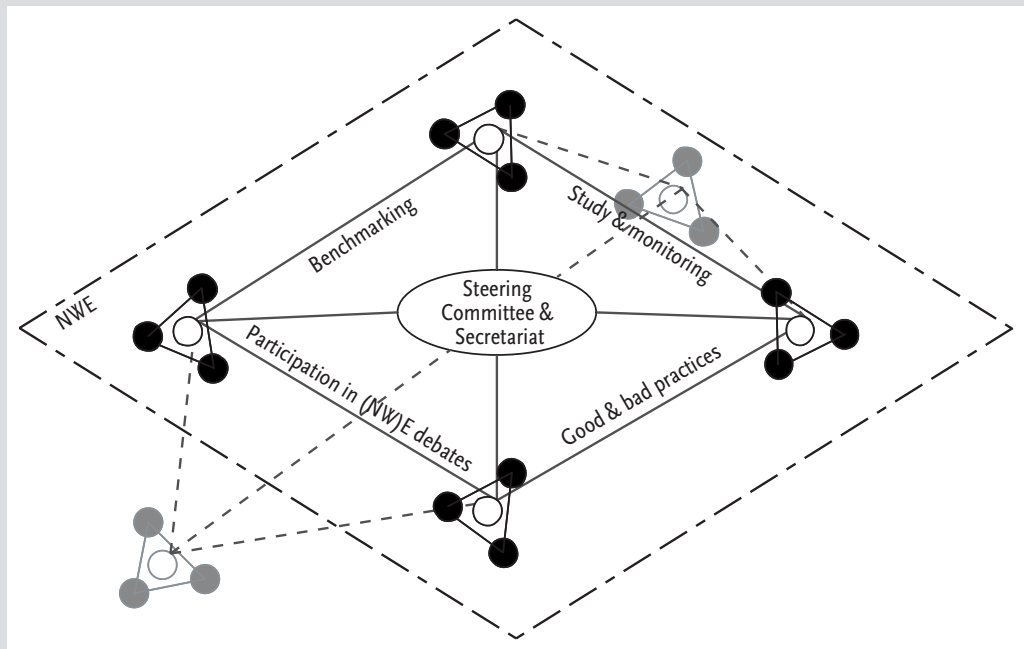 Benchmarking
Study & monitoring
NWE
Steering
Committee &
Secretariat
Participation in (NW)E debates
Good & bad practices